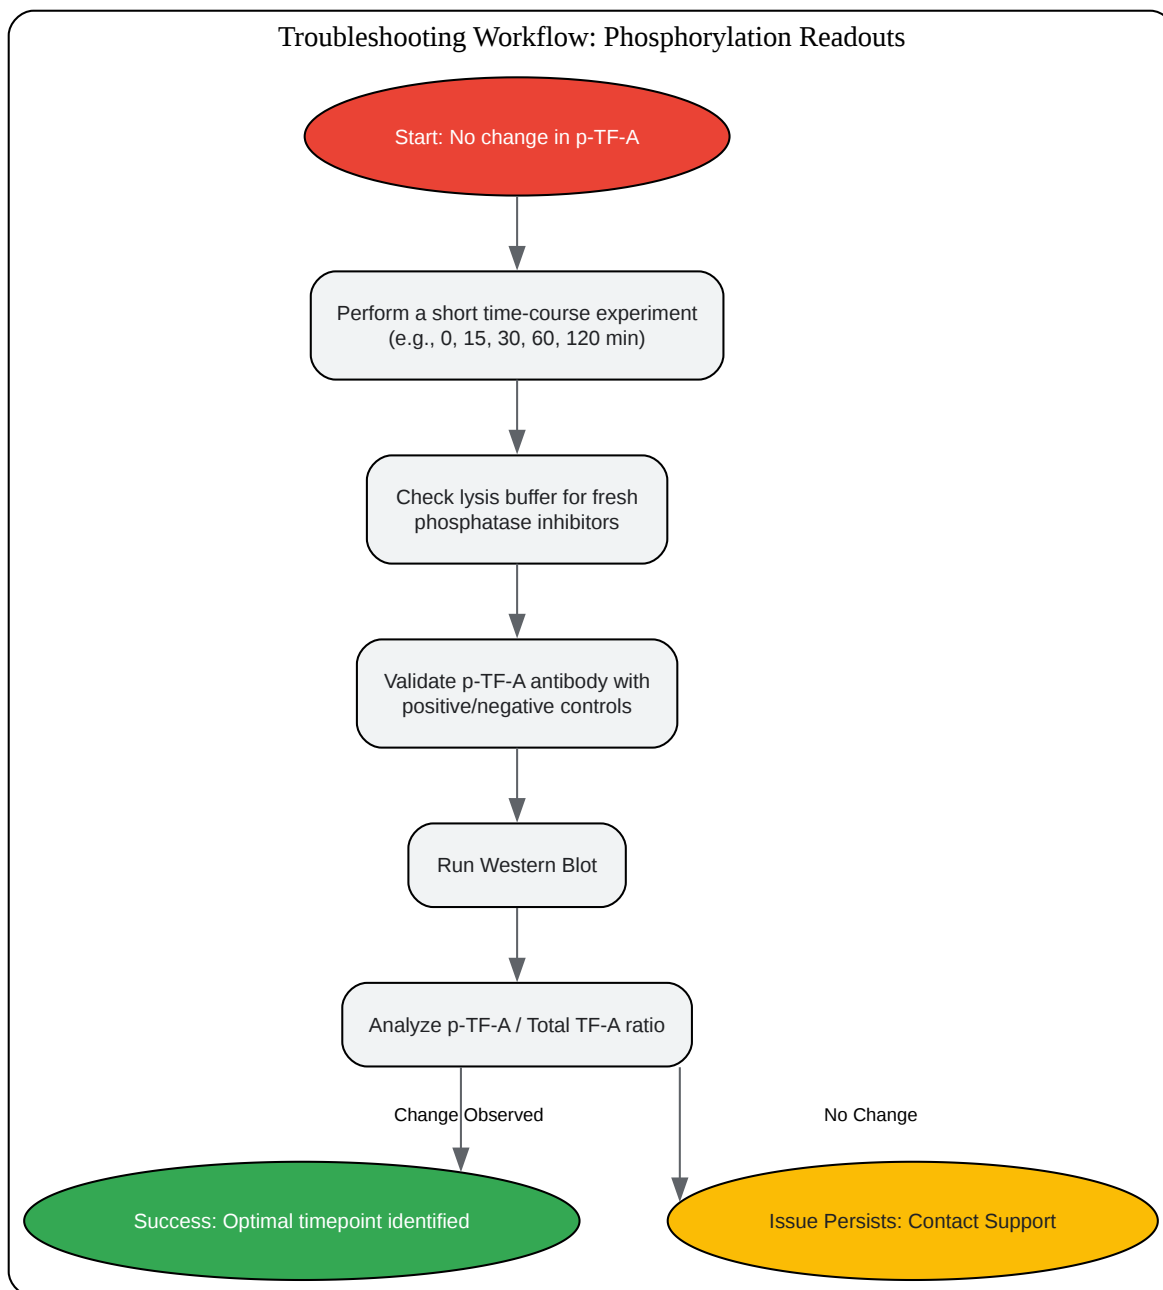 Troubleshooting Workflow: Phosphorylation Readouts
Start: No change in p-TF-A
Perform a short time-course experiment
(e.g., 0, 15, 30, 60, 120 min)
Check lysis buffer for fresh
phosphatase inhibitors
Validate p-TF-A antibody with
positive/negative controls
Run Western Blot
Analyze p-TF-A / Total TF-A ratio
Change Observed
No Change
Success: Optimal timepoint identified
Issue Persists: Contact Support